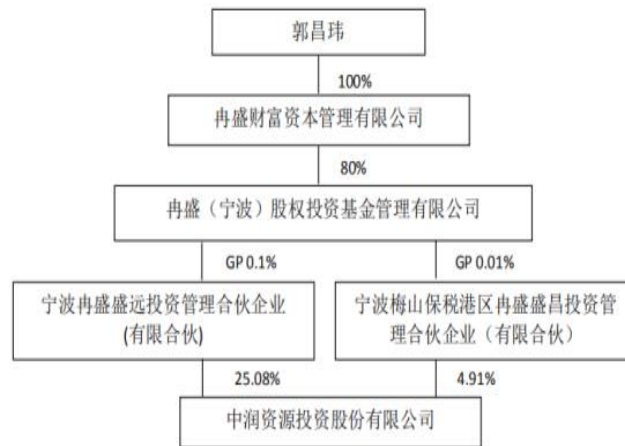 郭昌玮
100%
冉盛财富资本管理有限公司
80%
冉盛（宁波）股权投资基金管理有限公司
GP 0.1%
GP 0.01%
宁波冉盛盛远投资管理合伙企业
(有限合伙)
宁波梅山保税港区冉盛盛昌投资管
理合伙企业（有限合伙）
25.08%
4.91%
中润资源投资股份有限公司